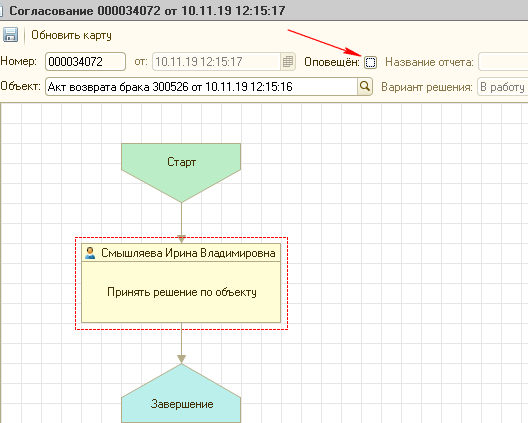 Согласование 000034072 от 10.11.19 12:15:17
Обновить карту
Номер: 000034072 от: 10.11.19 12:15:17 Оповещён: Название отчета:
Объект: Акт возврата брака 300526 от 10.11.19 12:15:16 Вариант решения: В работу
Старт
Смышляева Ирина Владимировна
Принять решение по объекту
Завершение